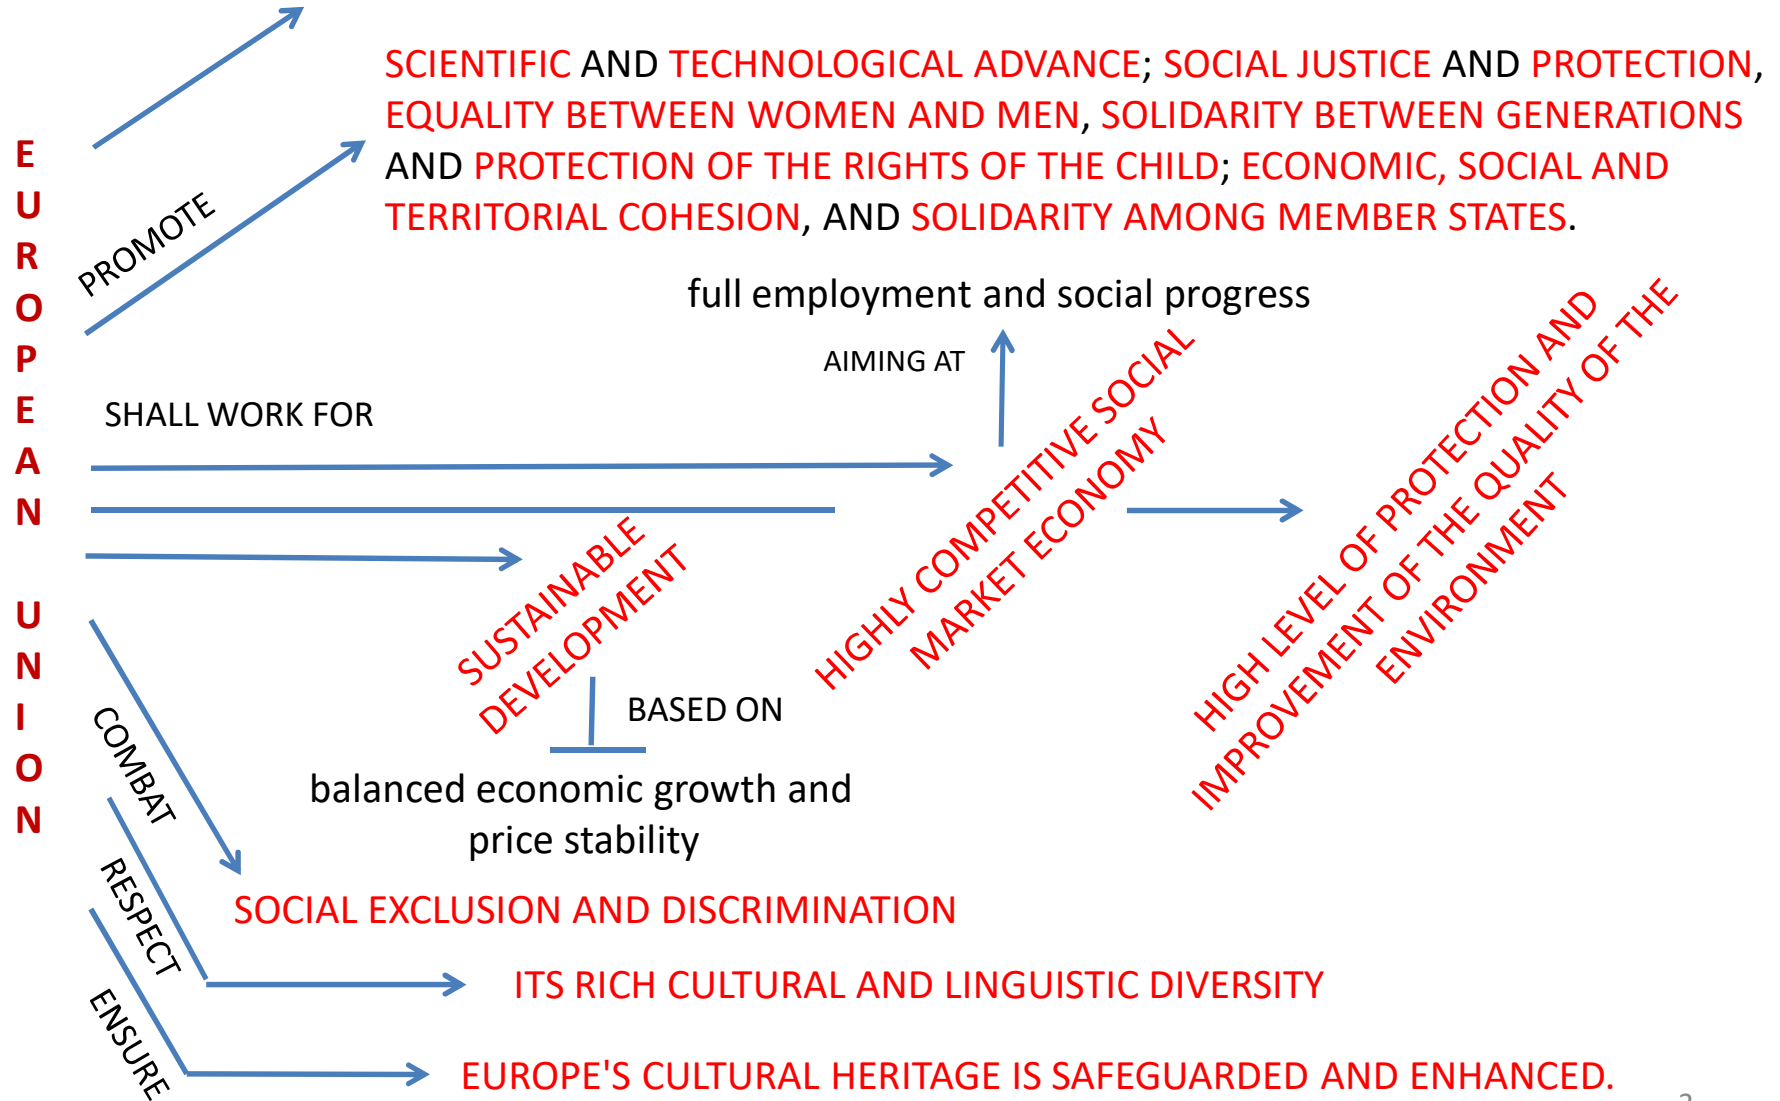 EUROPEAN UNION
PROMOTE
SCIENTIFIC AND TECHNOLOGICAL ADVANCE; SOCIAL JUSTICE AND PROTECTION,
EQUALITY BETWEEN WOMEN AND MEN, SOLIDARITY BETWEEN GENERATIONS
AND PROTECTION OF THE RIGHTS OF THE CHILD; ECONOMIC, SOCIAL AND
TERRITORIAL COHESION, AND SOLIDARITY AMONG MEMBER STATES.
full employment and social progress
AIMING AT
SHALL WORK FOR
HIGHLY COMPETITIVE SOCIAL
MARKET ECONOMY
HIGH LEVEL OF PROTECTION AND
IMPROVEMENT OF THE QUALITY OF THE
ENVIRONMENT
SUSTAINABLE
DEVELOPMENT
BASED ON
balanced economic growth and
price stability
COMBAT
SOCIAL EXCLUSION AND DISCRIMINATION
RESPECT
ITS RICH CULTURAL AND LINGUISTIC DIVERSITY
ENSURE
EUROPE'S CULTURAL HERITAGE IS SAFEGUARDED AND ENHANCED.